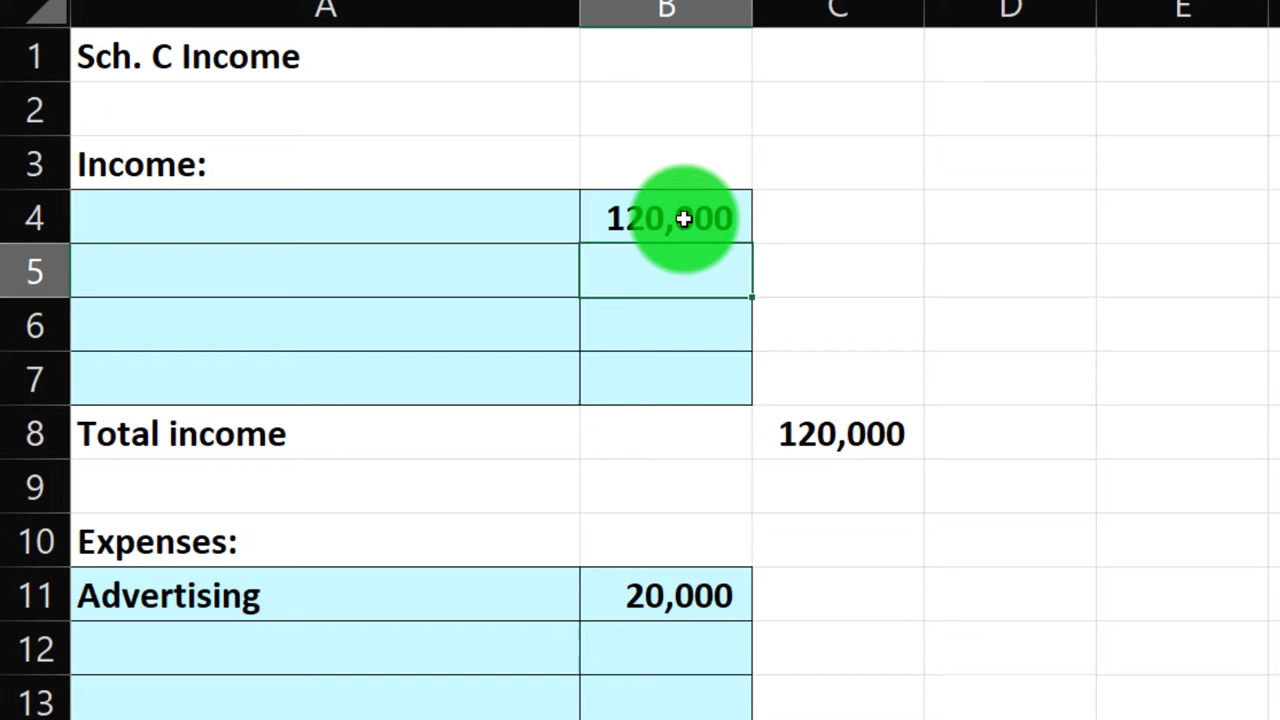 A B C D E
1 Sch. C Income
2
3 Income:
4 120,000
5
6
7
8 Total income 120,000
9
10 Expenses:
11 Advertising 20,000
12
13